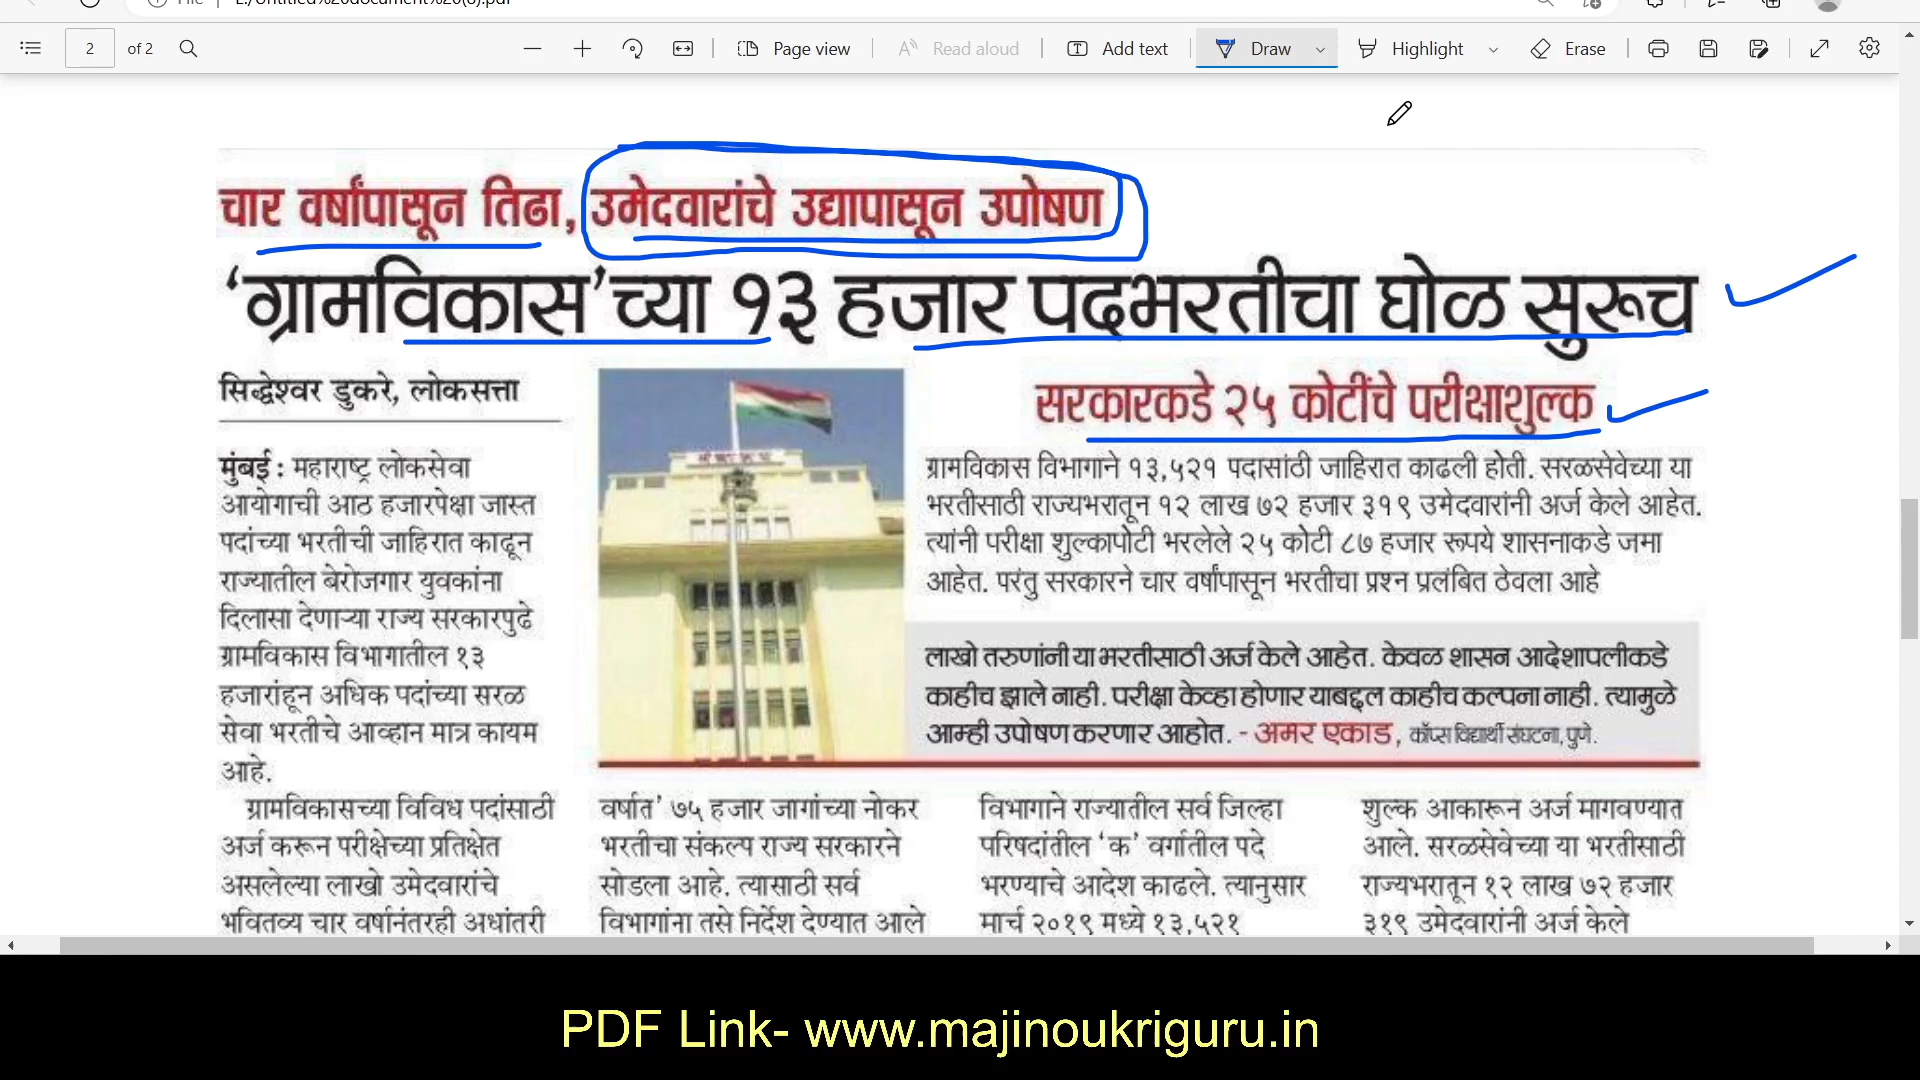 2 of 2 Page view Read aloud Add text Draw Highlight Erase
चार वर्षांपासून तिढा, उमेदवारांचे उद्यापासून उपोषण
‘ग्रामविकास’च्या १३ हजार पदभरतीचा घोळ सुरूच
सिद्धेश्वर डुकरे, लोकसत्ता
मुंबई : महाराष्ट्र लोकसेवा
आयोगाची आठ हजारपेक्षा जास्त
पदांच्या भरतीची जाहिरात काढून
राज्यातील बेरोजगार युवकांना
दिलासा देणाऱ्या राज्य सरकारपुढे
ग्रामविकास विभागातील १३
हजारांहून अधिक पदांच्या सरळ
सेवा भरतीचे आव्हान मात्र कायम
आहे.
ग्रामविकासच्या विविध पदांसाठी
अर्ज करून परीक्षेच्या प्रतिक्षेत
असलेल्या लाखो उमेदवारांचे
भवितव्य चार वर्षानंतरही अधांतरी
सरकारकडे २५ कोटींचे परीक्षाशुल्क
ग्रामविकास विभागाने १३,५२१ पदासांठी जाहिरात काढली होती. सरळसेवेच्या या
भरतीसाठी राज्यभरातून १२ लाख ७२ हजार ३१९ उमेदवारांनी अर्ज केले आहेत.
त्यांनी परीक्षा शुल्कापोटी भरलेले २५ कोटी ८७ हजार रूपये शासनाकडे जमा
आहेत. परंतु सरकारने चार वर्षांपासून भरतीचा प्रश्न प्रलंबित ठेवला आहे
लाखो तरुणांनी या भरतीसाठी अर्ज केले आहेत. केवळ शासन आदेशापलीकडे
काहीच झाले नाही. परीक्षा केव्हा होणार याबद्दल काहीच कल्पना नाही. त्यामुळे
आम्ही उपोषण करणार आहोत. - अमर एकाड, कॉप्स विद्यार्थी संघटना, पुणे.
वर्षात’ ७५ हजार जागांच्या नोकर
भरतीचा संकल्प राज्य सरकारने
सोडला आहे. त्यासाठी सर्व
विभागांना तसे निर्देश देण्यात आले
विभागाने राज्यातील सर्व जिल्हा
परिषदांतील ‘क’ वर्गातील पदे
भरण्याचे आदेश काढले. त्यानुसार
मार्च २०१९ मध्ये १३,५२१
शुल्क आकारून अर्ज मागवण्यात
आले. सरळसेवेच्या या भरतीसाठी
राज्यभरातून १२ लाख ७२ हजार
३१९ उमेदवारांनी अर्ज केले
PDF Link- www.majinoukriguru.in